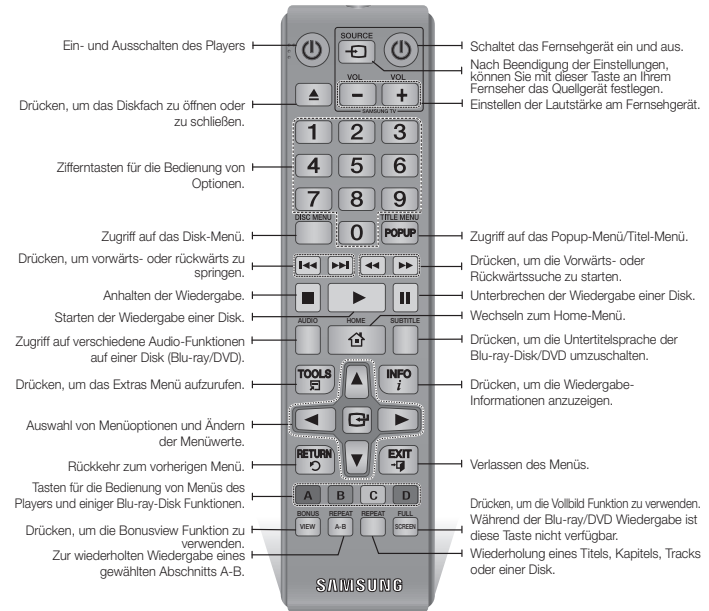 Ein- und Ausschalten des Players
Drücken, um das Diskfach zu öffnen oder
zu schließen.
Zifferntasten für die Bedienung von
Optionen.
Zugriff auf das Disk-Menü.
Drücken, um vorwärts- oder rückwärts zu
springen.
Anhalten der Wiedergabe.
Starten der Wiedergabe einer Disk.
Zugriff auf verschiedene Audio-Funktionen
auf einer Disk (Blu-ray/DVD).
Drücken, um das Extras Menü aufzurufen.
Auswahl von Menüoptionen und Ändern
der Menüwerte.
Rückkehr zum vorherigen Menü.
Tasten für die Bedienung von Menüs des
Players und einiger Blu-ray-Disk Funktionen.
Drücken, um die Bonusview Funktion zu
verwenden.
Zur wiederholten Wiedergabe eines
gewählten Abschnitts A-B.
SOURCE
VOL VOL
- +
SAMSUNG TV
1 2 3
4 5 6
7 8 9
DISC MENU TITLE MENU
0 POPUP
AUDIO HOME SUBTITLE
TOOLS INFO
i
RETURN EXIT
A B C D
BONUS REPEAT REPEAT FULL
VIEW A-B SCREEN
SAMSUNG
Schaltet das Fernsehgerät ein und aus.
Nach Beendigung der Einstellungen,
können Sie mit dieser Taste an Ihrem
Fernseher das Quellgerät festlegen.
Einstellen der Lautstärke am Fernsehgerät.
Zugriff auf das Popup-Menü/Titel-Menü.
Drücken, um die Vorwärts- oder
Rückwärtssuche zu starten.
Unterbrechen der Wiedergabe einer Disk.
Wechseln zum Home-Menü.
Drücken, um die Untertitelsprache der
Blu-ray-Disk/DVD umzuschalten.
Drücken, um die Wiedergabe-
Informationen anzuzeigen.
Verlassen des Menüs.
Drücken, um die Vollbild Funktion zu verwenden.
Während der Blu-ray/DVD Wiedergabe ist
diese Taste nicht verfügbar.
Wiederholung eines Titels, Kapitels, Tracks
oder einer Disk.